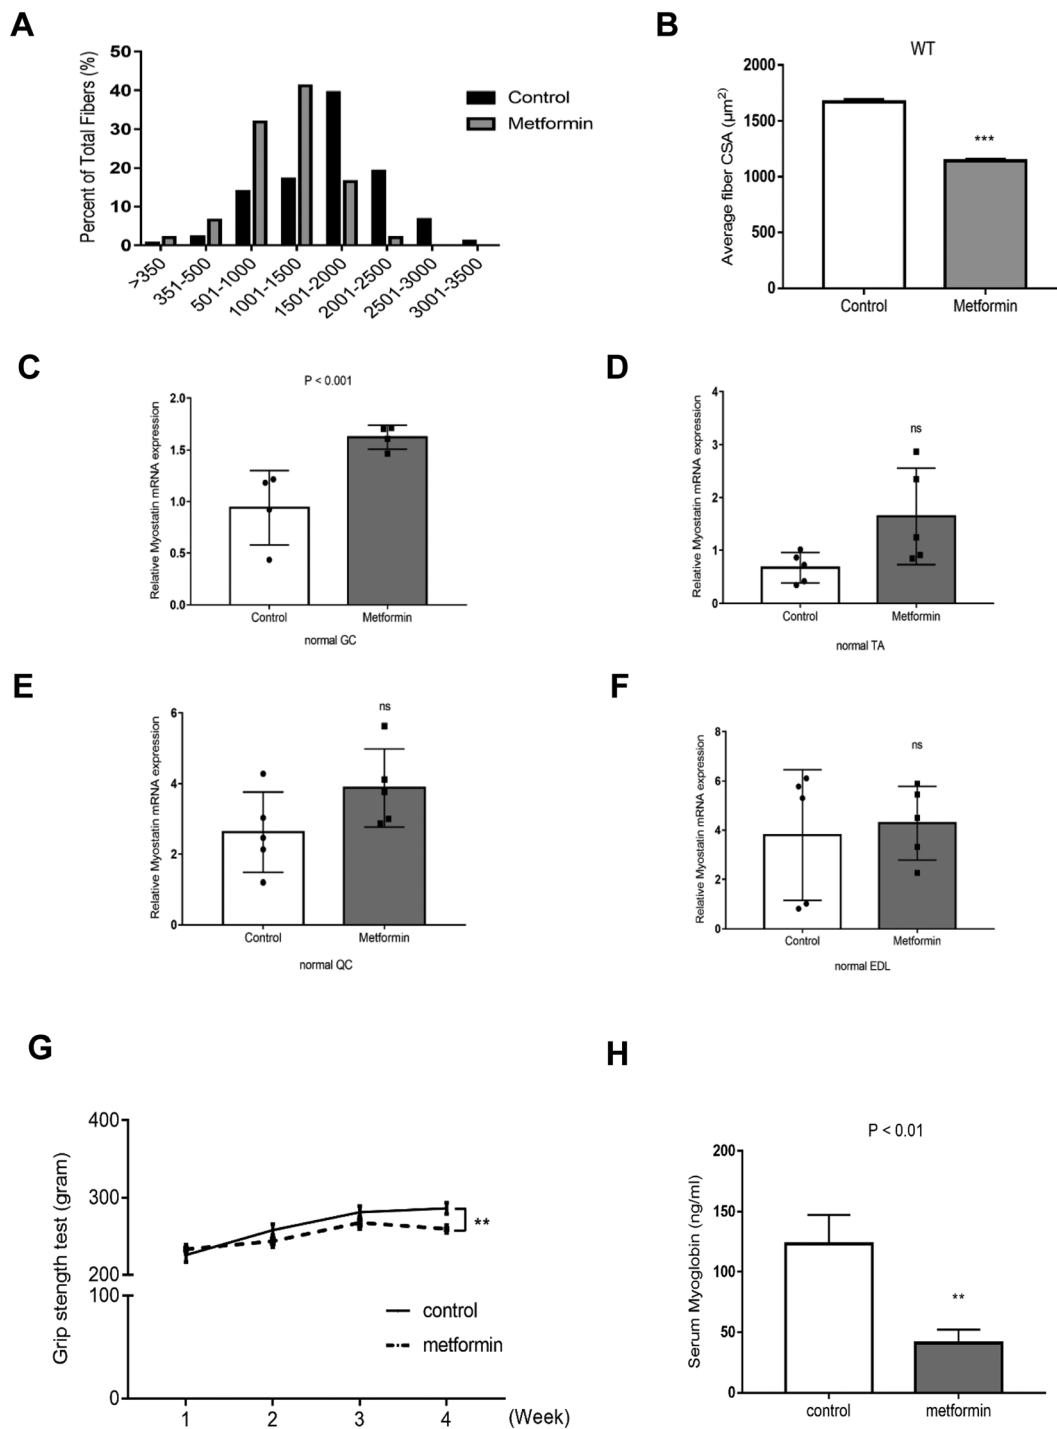 A
Percent of Total Fibers (%)
50
40
30
20
10
0
Control
Metformin
>350
351-500
501-1000
1001-1500
1501-2000
2001-2500
2501-3000
3001-3500
B
WT
Average fiber CSA (µm²)
2000
1500
1000
500
0
***
Control
Metformin
C
P < 0.001
Relative Myostatin mRNA expression
2.0
1.5
1.0
0.5
0.0
Control
Metformin
normal GC
D
Relative Myostatin mRNA expression
4
3
2
1
0
ns
Control
Metformin
normal TA
E
Relative Myostatin mRNA expression
6
4
2
0
ns
Control
Metformin
normal QC
F
Relative Myostatin mRNA expression
8
6
4
2
0
ns
Control
Metformin
normal EDL
G
Grip stength test (gram)
400
300
200
100
0
**
control
metformin
1
2
3
4
(Week)
H
P < 0.01
Serum Myoglobin (ng/ml)
200
150
100
50
0
**
control
metformin